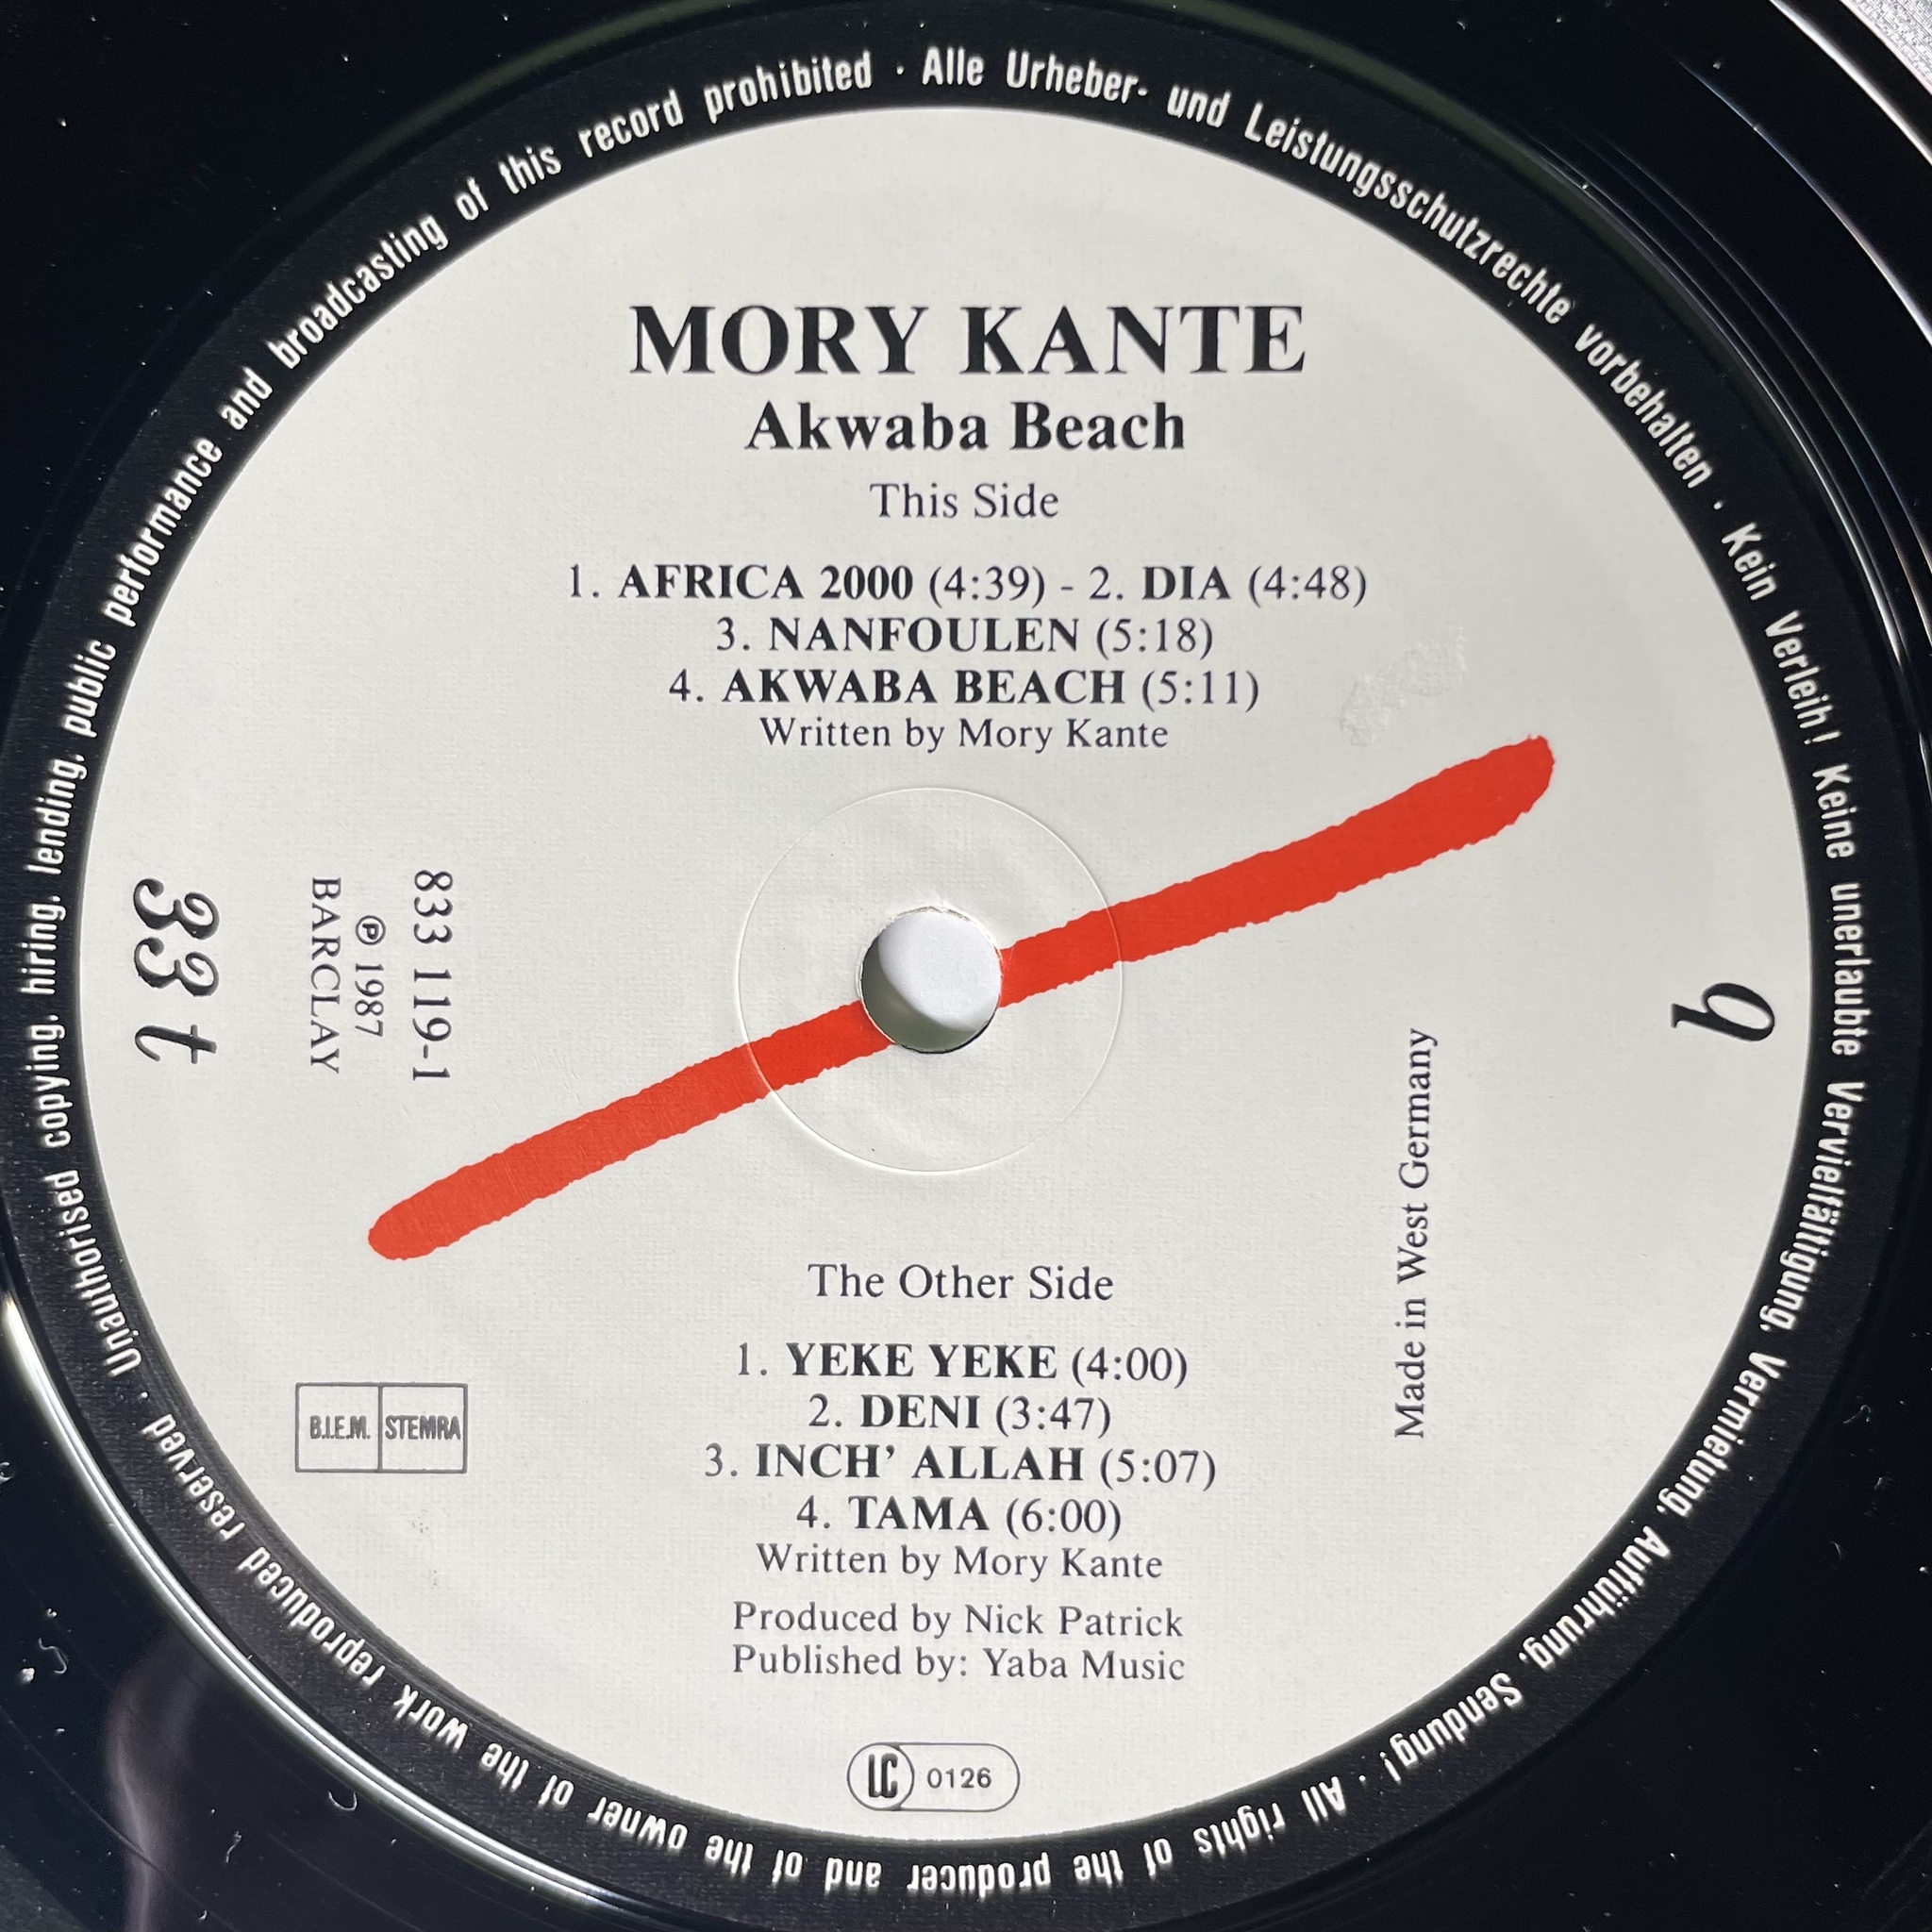 MORY KANTE
Akwaba Beach
This Side
1. AFRICA 2000 (4:39) - 2. DIA (4:48)
3. NANFOULEN (5:18)
4. AKWABA BEACH (5:11)
Written by Mory Kante
33 t
833 119-1
℗ 1987
BARCLAY
Made in West Germany
The Other Side
1. YEKE YEKE (4:00)
2. DENI (3:47)
3. INCH' ALLAH (5:07)
4. TAMA (6:00)
Written by Mory Kante
Produced by Nick Patrick
Published by: Yaba Music
B.I.E.M. STEMRA
LC 0126
Alle Urheber- und Leistungsschutzrechte vorbehalten · Kein Verleih! Keine unerlaubte Vervielfältigung, Vermietung, Aufführung, Sendung! · All rights of the producer and of the owner of the work reproduced reserved · Unauthorised copying, hiring, lending, public performance and broadcasting of this record prohibited ·